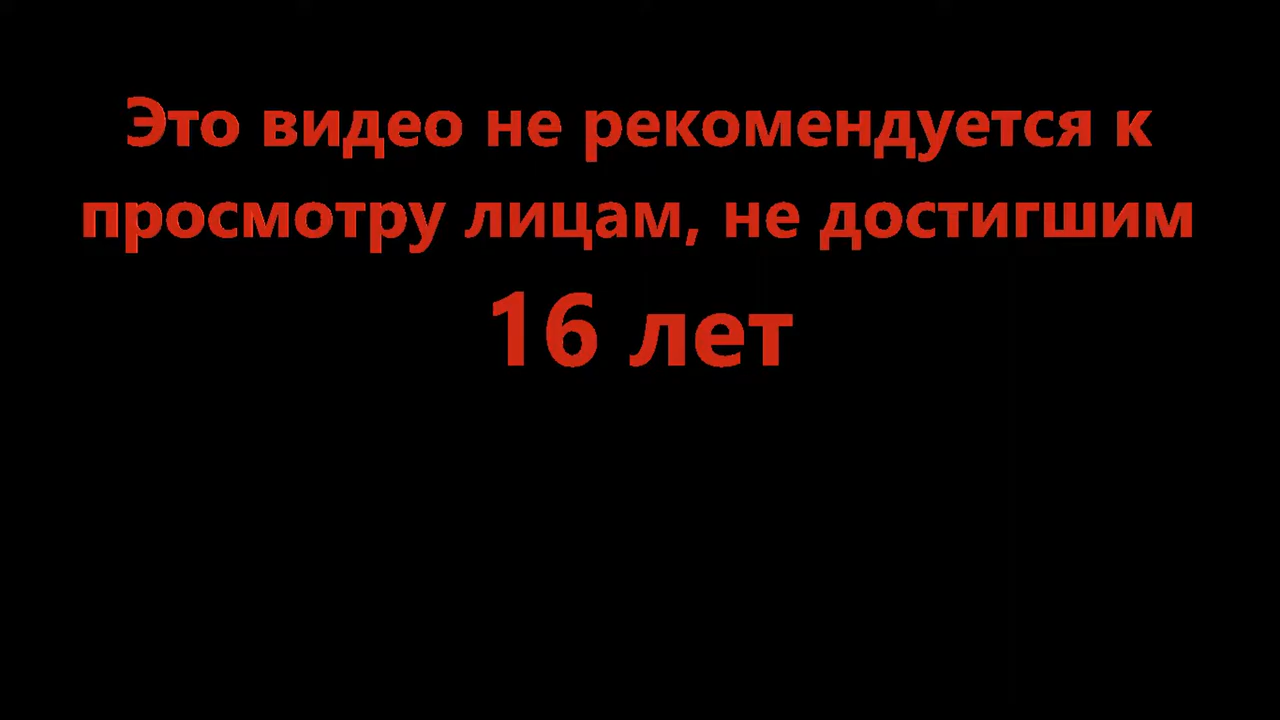 Это видео не рекомендуется к
просмотру лицам, не достигшим
16 лет